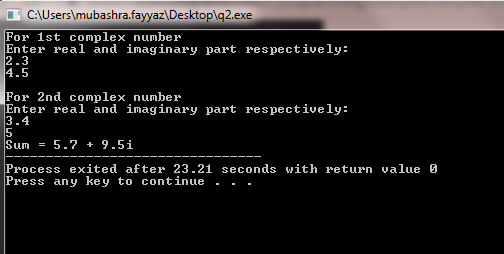 C:\Users\mubashra.fayyaz\Desktop\q2.exe
For 1st complex number
Enter real and imaginary part respectively:
2.3
4.5
For 2nd complex number
Enter real and imaginary part respectively:
3.4
5
Sum = 5.7 + 9.5i
--------------------------------
Process exited after 23.21 seconds with return value 0
Press any key to continue . . .